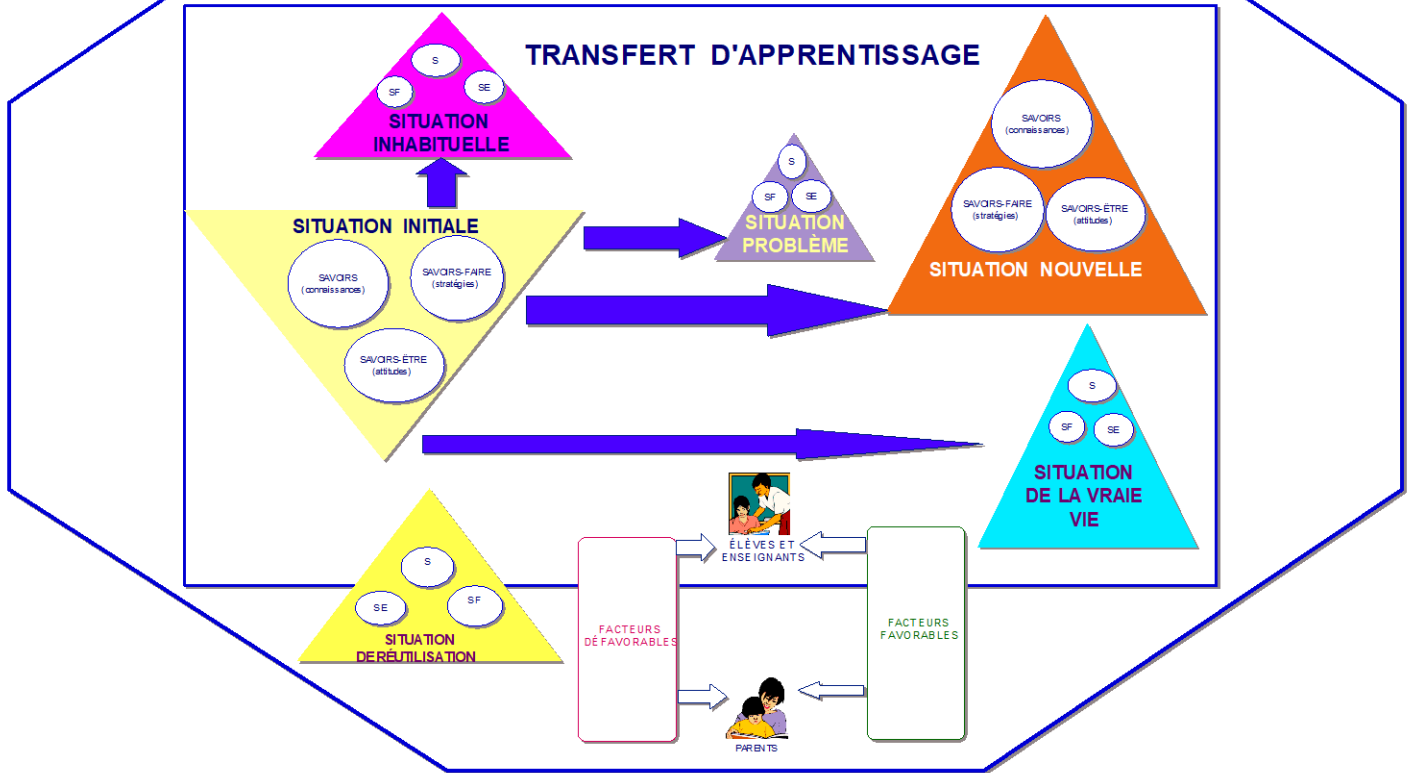 TRANSFERT D'APPRENTISSAGE
S
SF
SE
SITUATION
INHABITUELLE
S
SF
SE
SITUATION
PROBLÈME
SAVOIRS
(connaissances)
SAVOIRS-FAIRE
(stratégies)
SAVOIRS-ÊTRE
(attitudes)
SITUATION NOUVELLE
SITUATION INITIALE
SAVOIRS
(connaissances)
SAVOIRS-FAIRE
(stratégies)
SAVOIRS-ÊTRE
(attitudes)
S
SF
SE
SITUATION
DE LA VRAIE
VIE
ÉLÈVES ET
ENSEIGNANTS
S
SE
SF
SITUATION
DE RÉUTILISATION
FACTEURS
DÉFAVORABLES
FACTEURS
FAVORABLES
PARENTS